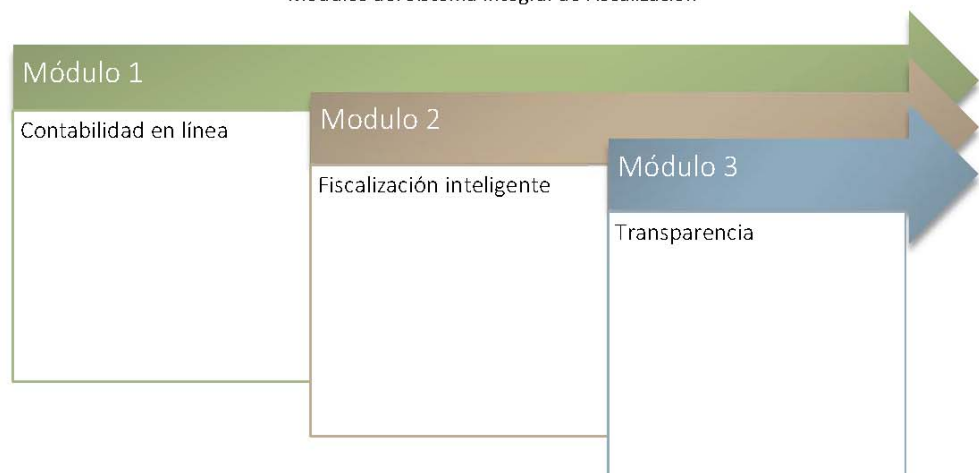 Módulos del Sistema Integral de Fiscalización
Módulo 1
Contabilidad en línea
Modulo 2
Fiscalización inteligente
Módulo 3
Transparencia